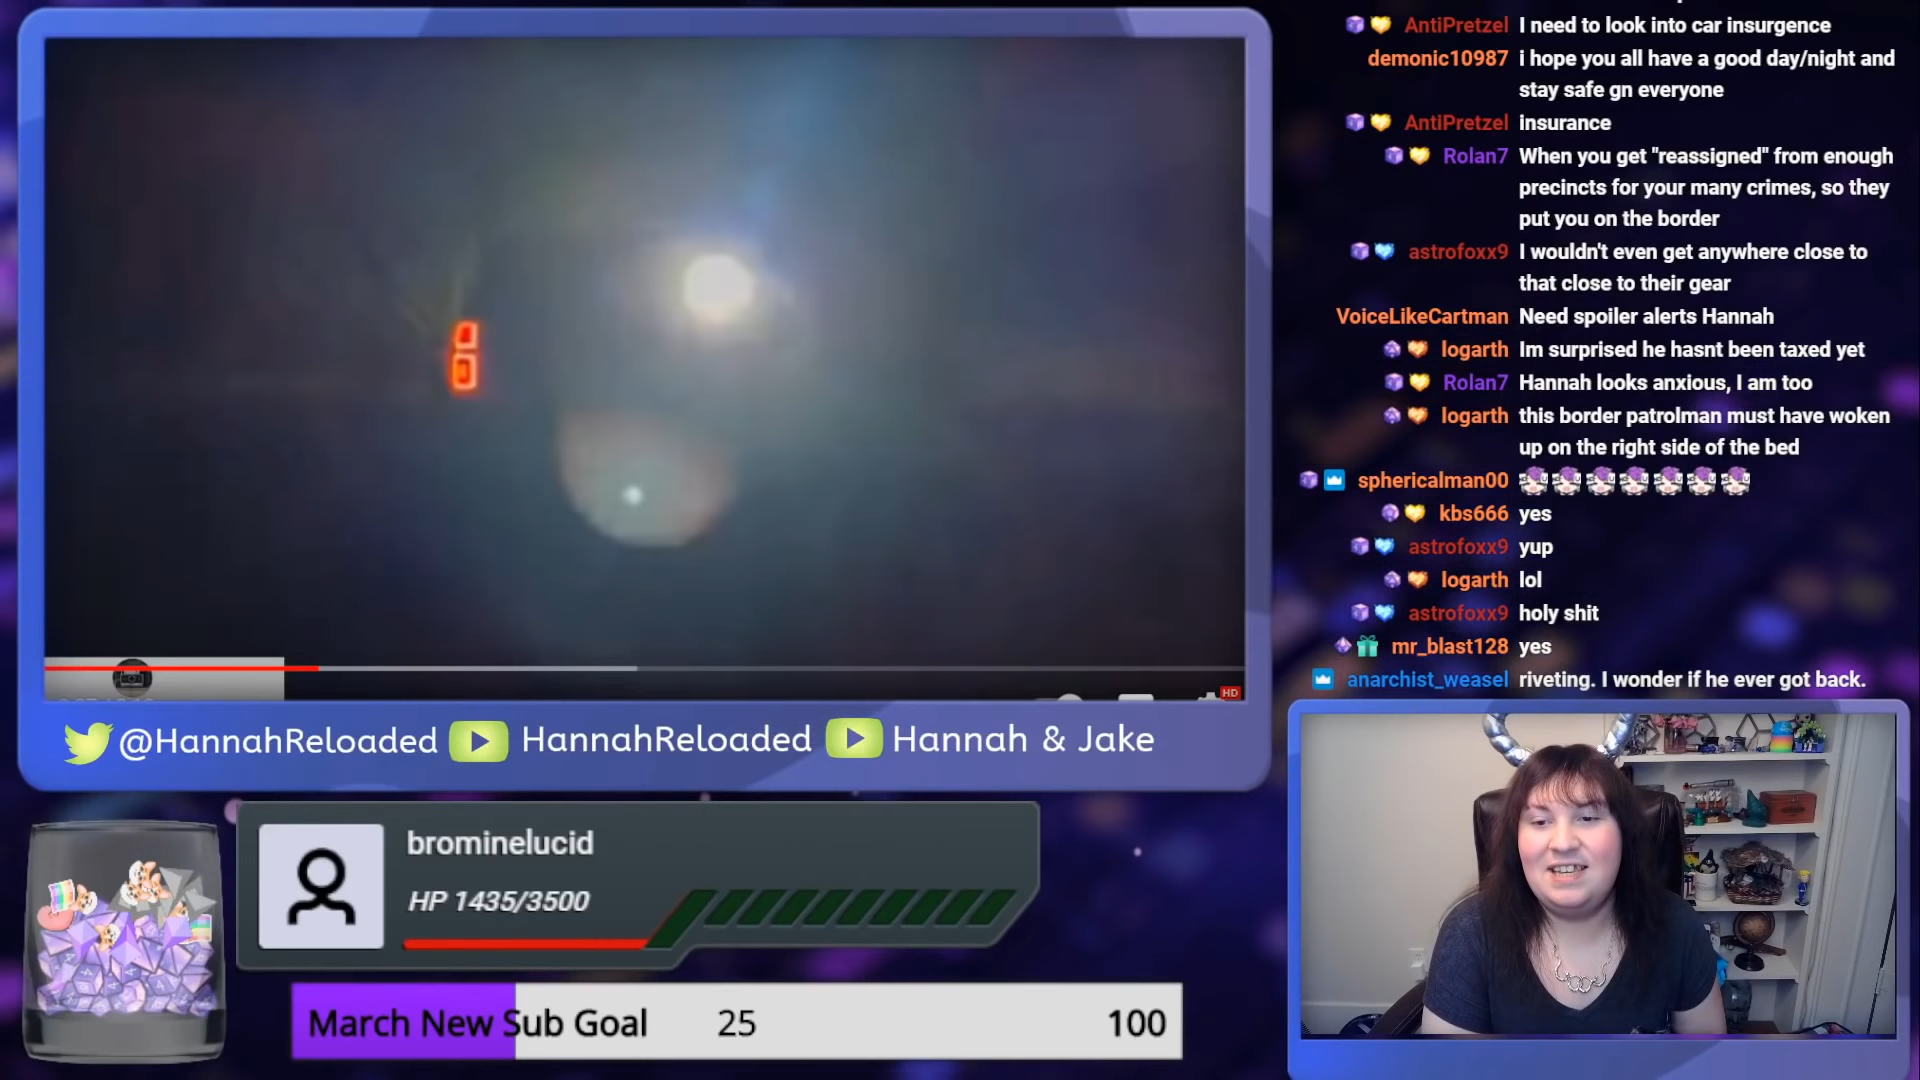 AntiPretzel I need to look into car insurgence
demonic10987 i hope you all have a good day/night and
stay safe gn everyone
AntiPretzel insurance
Rolan7 When you get "reassigned" from enough
precincts for your many crimes, so they
put you on the border
astrofoxx9 I wouldn't even get anywhere close to
that close to their gear
VoiceLikeCartman Need spoiler alerts Hannah
logarth Im surprised he hasnt been taxed yet
Rolan7 Hannah looks anxious, I am too
logarth this border patrolman must have woken
up on the right side of the bed
sphericalman00
kbs666 yes
astrofoxx9 yup
logarth lol
astrofoxx9 holy shit
mr_blast128 yes
anarchist_weasel riveting. I wonder if he ever got back.
HD
@HannahReloaded HannahReloaded Hannah & Jake
brominelucid
HP 1435/3500
March New Sub Goal 25 100